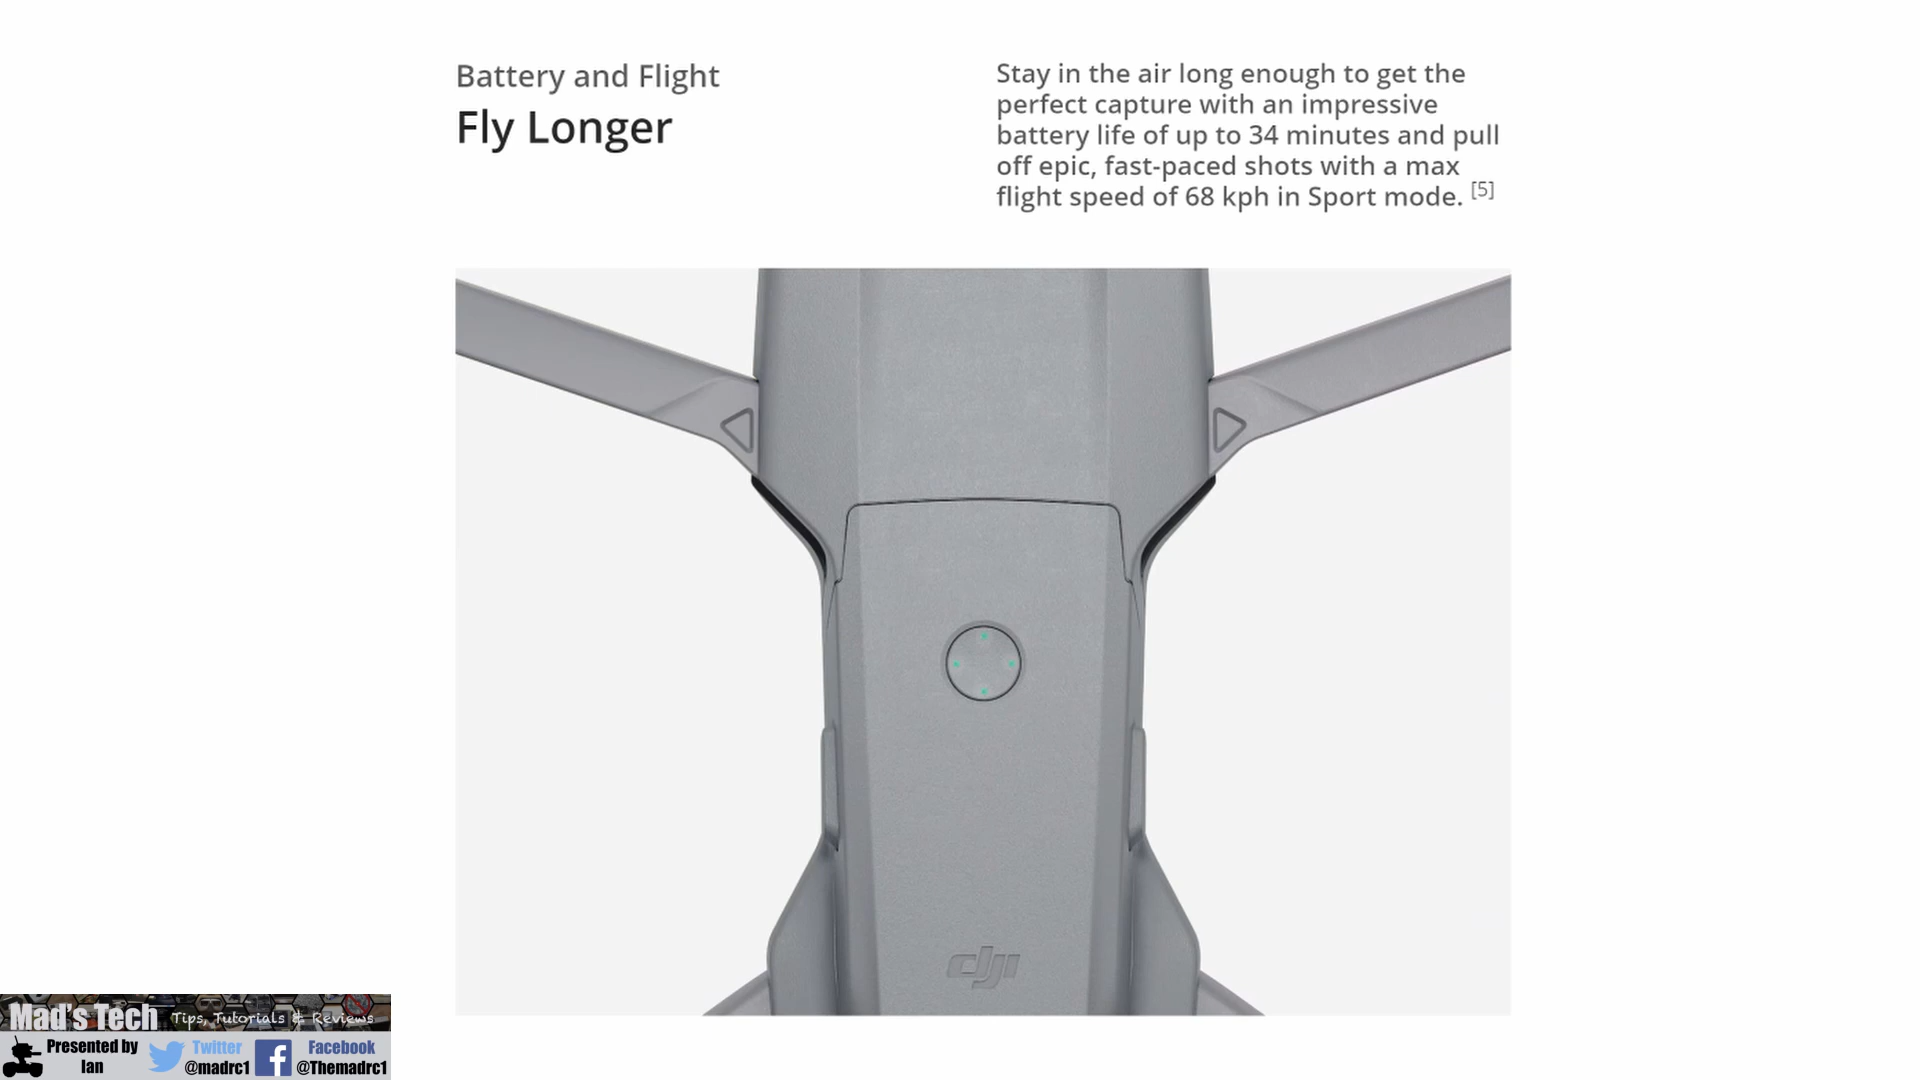 Battery and Flight
Fly Longer
Stay in the air long enough to get the
perfect capture with an impressive
battery life of up to 34 minutes and pull
off epic, fast-paced shots with a max
flight speed of 68 kph in Sport mode. [5]
dji
Mad's Tech Tips, Tutorials & Reviews
Presented by
Ian
Twitter
@madrc1
Facebook
@Themadrc1